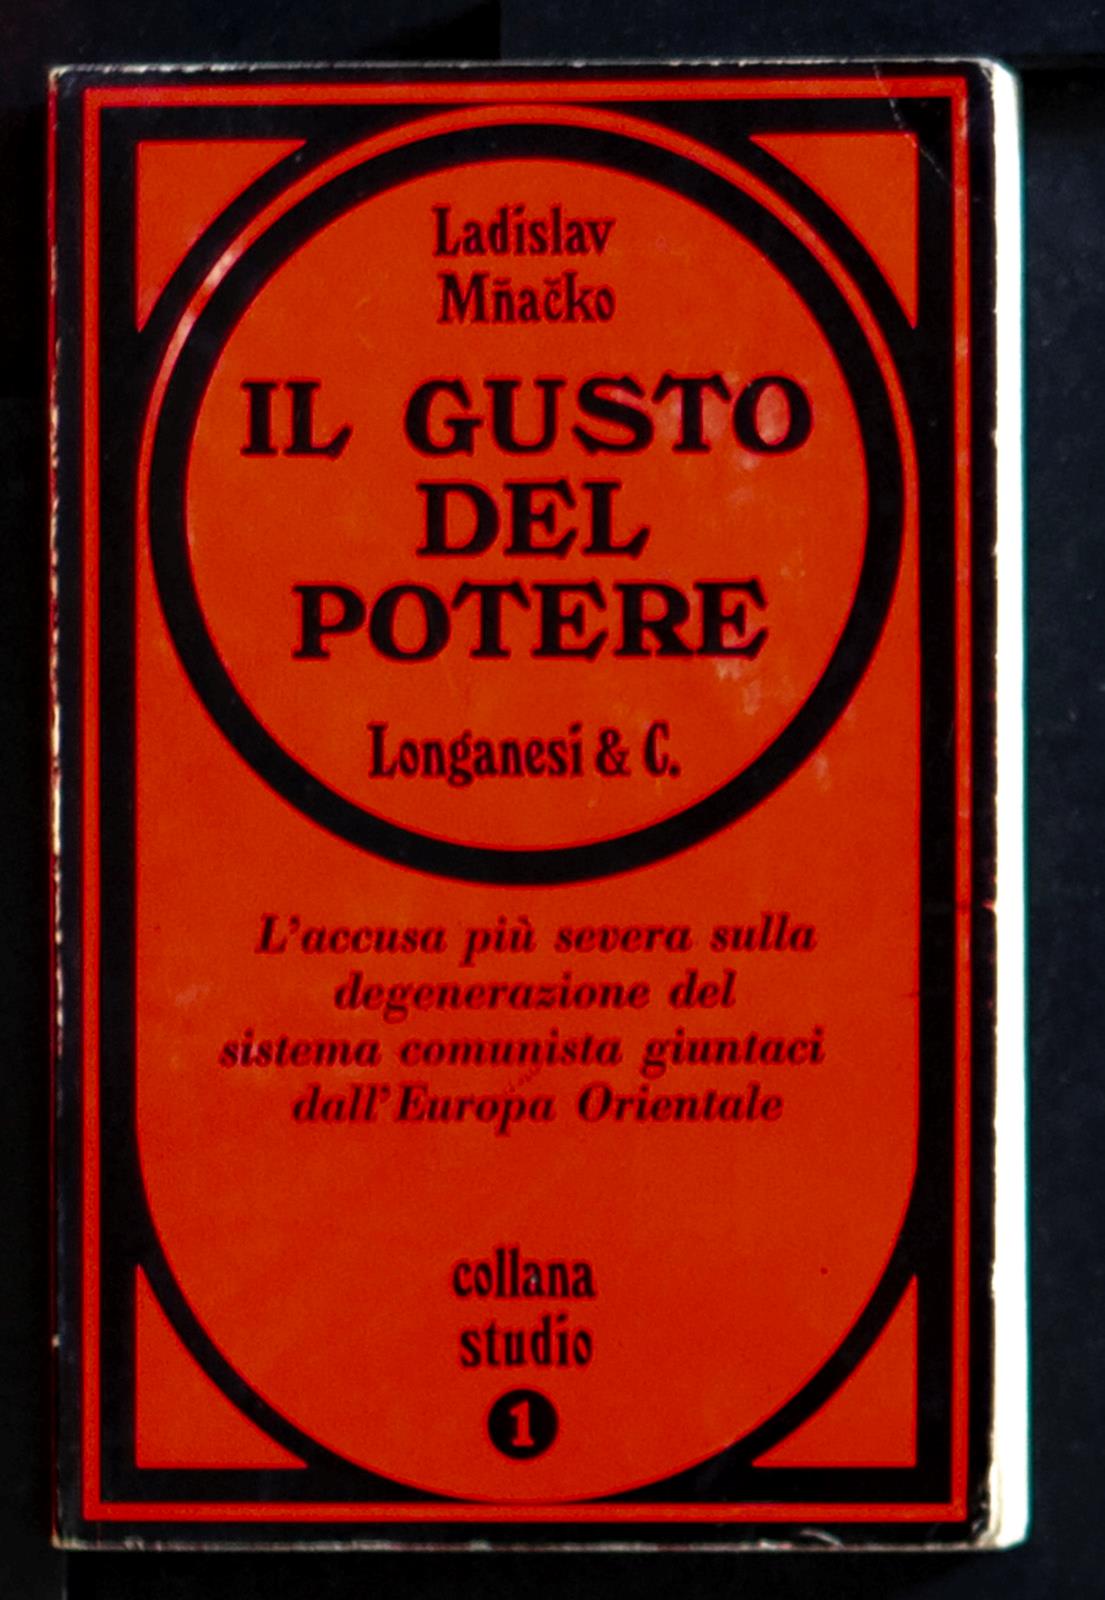 Ladislav
Mñačko
IL GUSTO
DEL
POTERE
Longanesi & C.
L'accusa più severa sulla
degenerazione del
sistema comunista giuntaci
dall'Europa Orientale
collana
studio
1